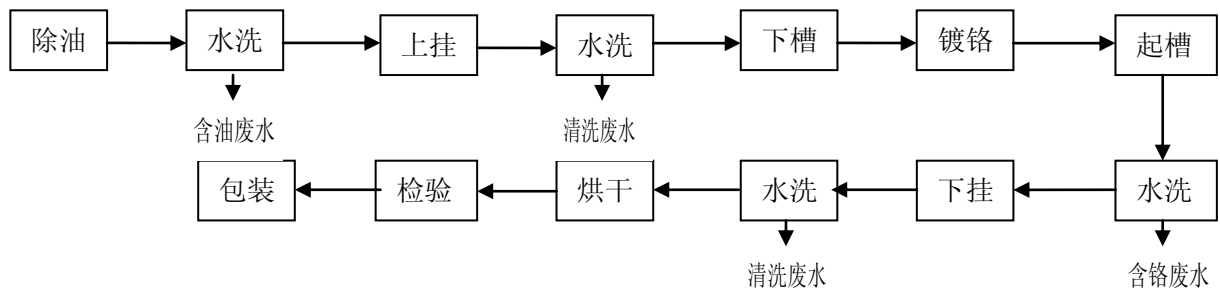 除油 水洗 上挂 水洗 下槽 镀铬 起槽
含油废水 清洗废水
包装 检验 烘干 水洗 下挂 水洗
清洗废水 含铬废水